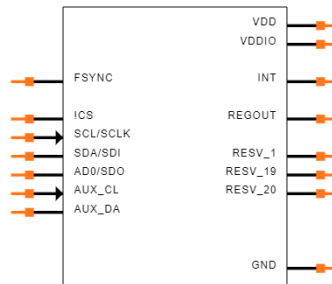 VDD
VDDIO
FSYNC
INT
!CS
REGOUT
SCL/SCLK
SDA/SDI
RESV_1
AD0/SDO
RESV_19
AUX_CL
RESV_20
AUX_DA
GND